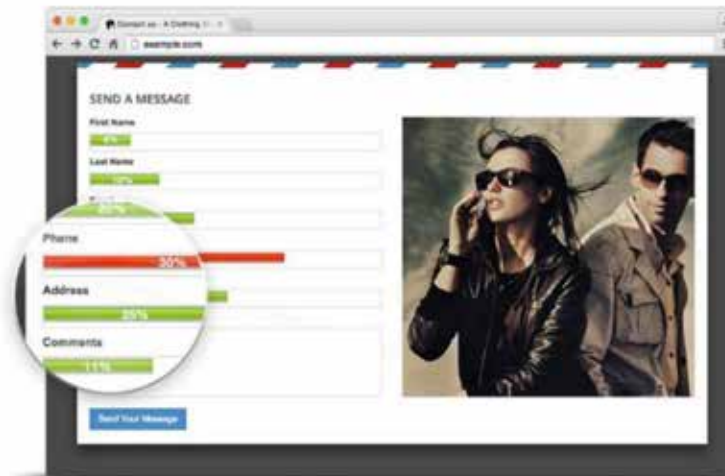 Contact us - A Clothing
example.com
SEND A MESSAGE
First Name
6%
Last Name
10%
Phone
30%
Address
25%
Comments
11%
Send Your Message